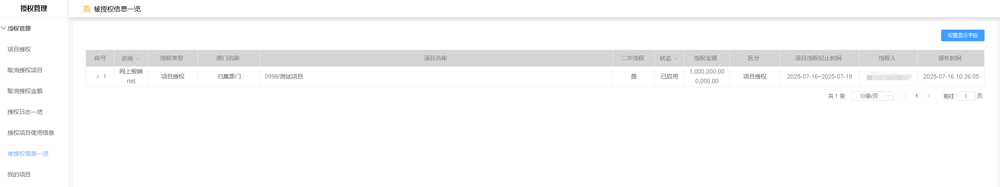 授权管理
被授权信息一览
授权管理
项目授权
取消授权项目
取消授权金额
授权日志一览
授权项目使用信息
被授权信息一览
我的项目
设置显示字段
序号 系统 授权类型 部门名称 项目名称 二次授权 状态 授权金额 区分 项目授权起止时间 授权人 操作时间
1 网上报销net 项目授权 归集部门 0998/测试项目 是 已启用 1,000,000,000,000.00 项目授权 2025-07-16~2025-07-18 2025-07-16 10:26:05
共 1 条 10条/页 1 前往 1 页